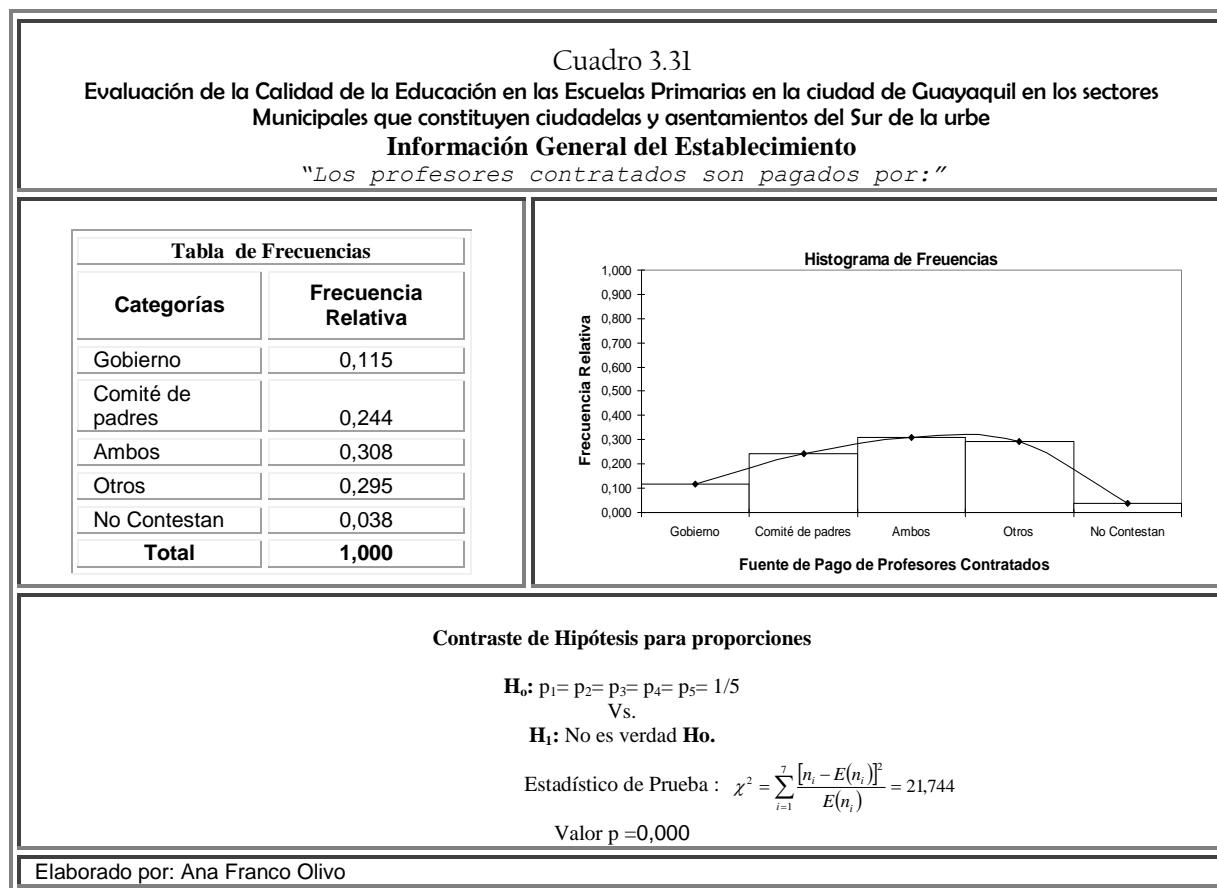 Cuadro 3.31
Evaluación de la Calidad de la Educación en las Escuelas Primarias en la ciudad de Guayaquil en los sectores
Municipales que constituyen ciudadelas y asentamientos del Sur de la urbe
Información General del Establecimiento
“Los profesores contratados son pagados por:”
Tabla de Frecuencias
Categorías Frecuencia
Relativa
Gobierno 0,115
Comité de
padres 0,244
Ambos 0,308
Otros 0,295
No Contestan 0,038
Total 1,000
Histograma de Freuencias
Frecuencia Relativa
1,000
0,900
0,800
0,700
0,600
0,500
0,400
0,300
0,200
0,100
0,000
Gobierno Comité de padres Ambos Otros No Contestan
Fuente de Pago de Profesores Contratados
Contraste de Hipótesis para proporciones
Hₒ: p₁= p₂= p₃= p₄= p₅= 1/5
Vs.
H₁: No es verdad Ho.
Estadístico de Prueba : χ² = ∑_{i=1}^{7} [nᵢ − E(nᵢ)]² / E(nᵢ) = 21,744
Valor p =0,000
Elaborado por: Ana Franco Olivo